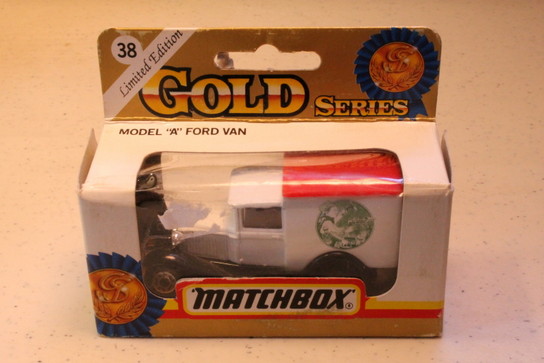 38
Limited Edition
GOLD SERIES
MODEL "A" FORD VAN
MATCHBOX®